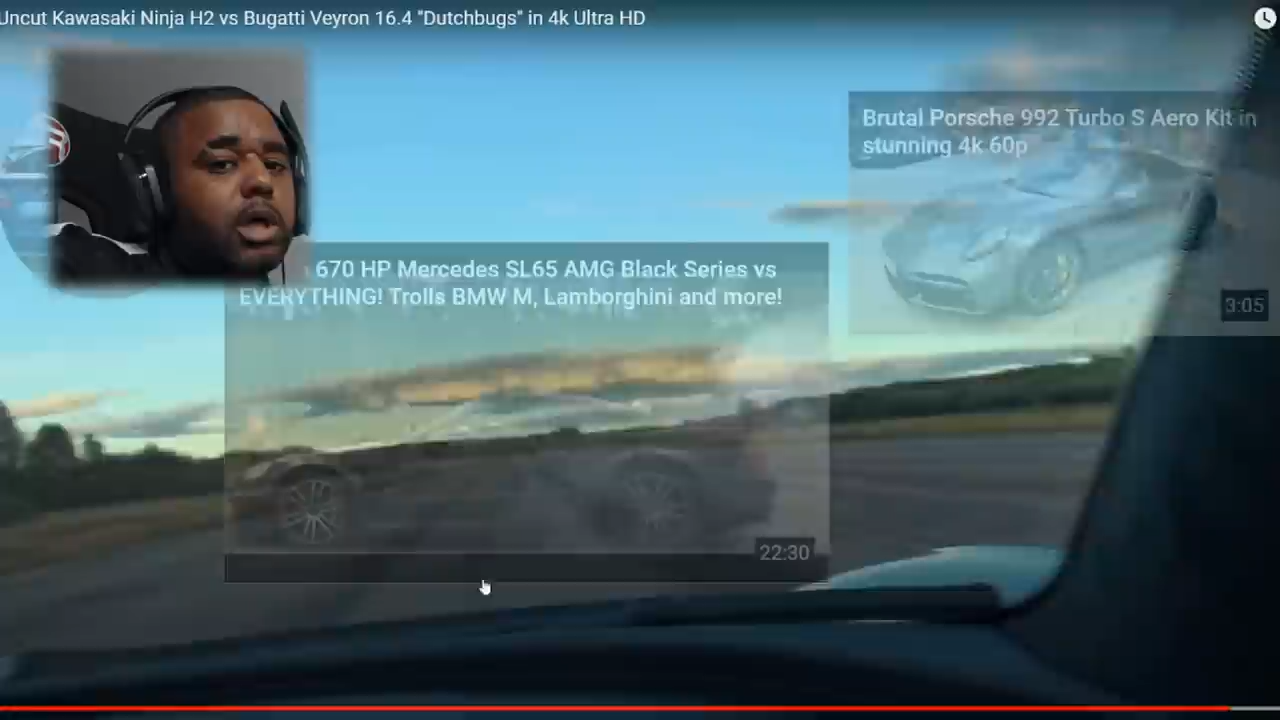 Uncut Kawasaki Ninja H2 vs Bugatti Veyron 16.4 "Dutchbugs" in 4k Ultra HD
Brutal Porsche 992 Turbo S Aero Kit in
stunning 4k 60p
3:05
670 HP Mercedes SL65 AMG Black Series vs
EVERYTHING! Trolls BMW M, Lamborghini and more!
22:30